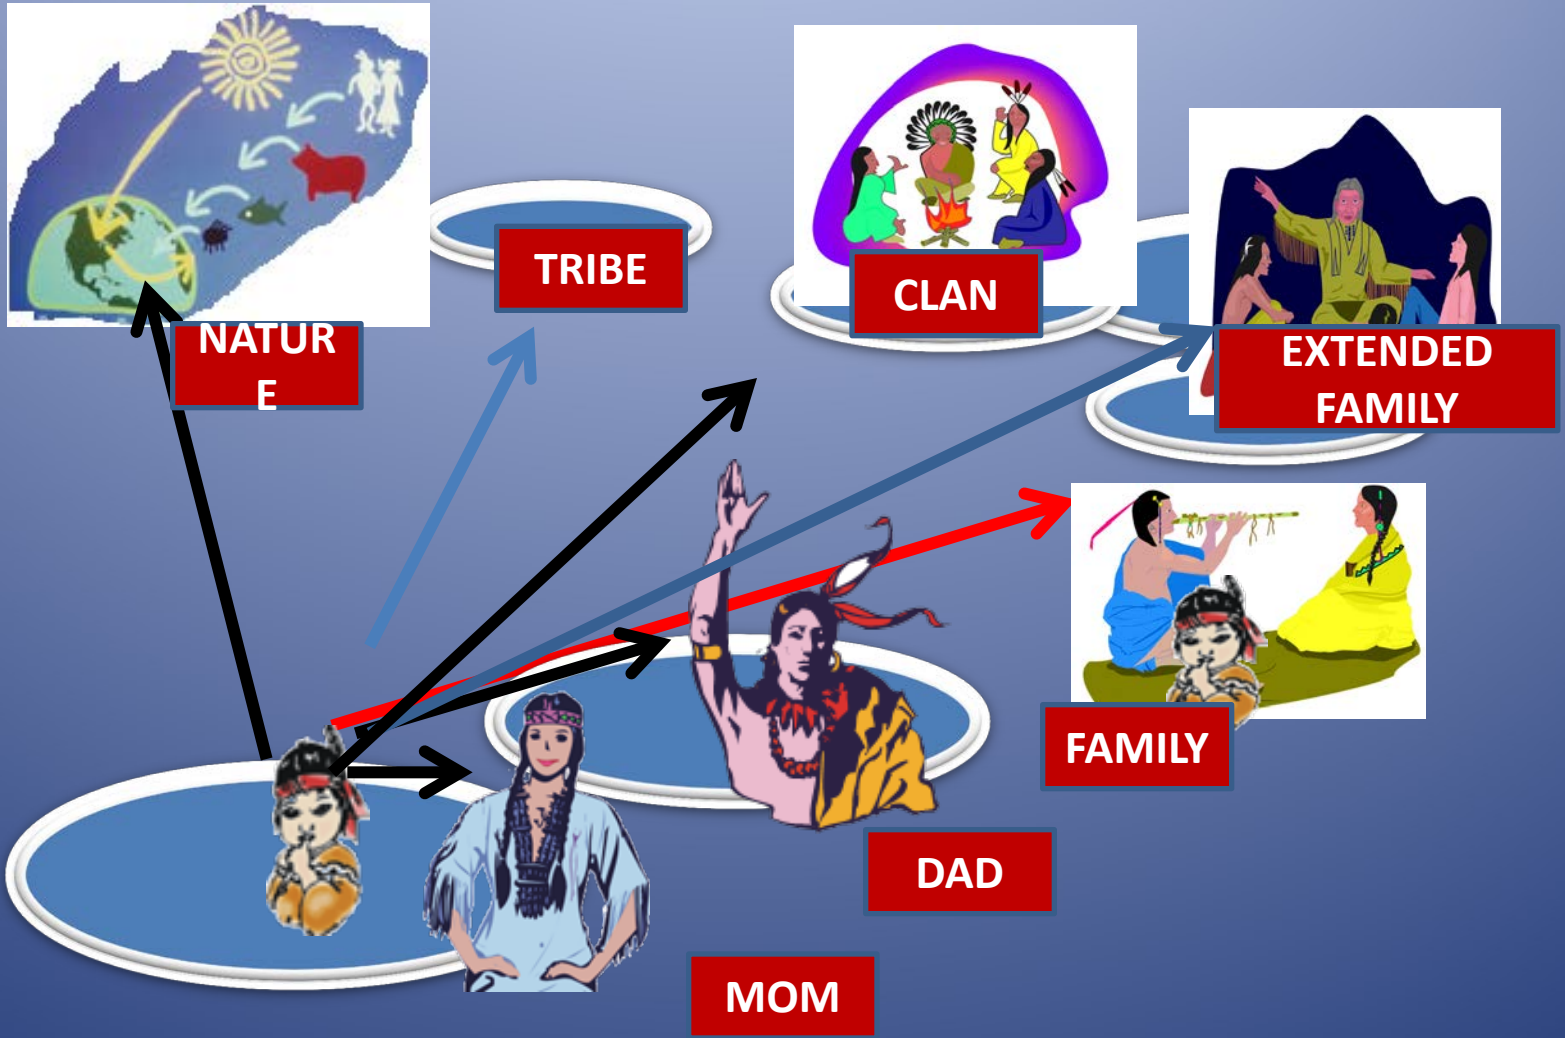 TRIBE
CLAN
NATUR
E
EXTENDED
FAMILY
FAMILY
DAD
MOM